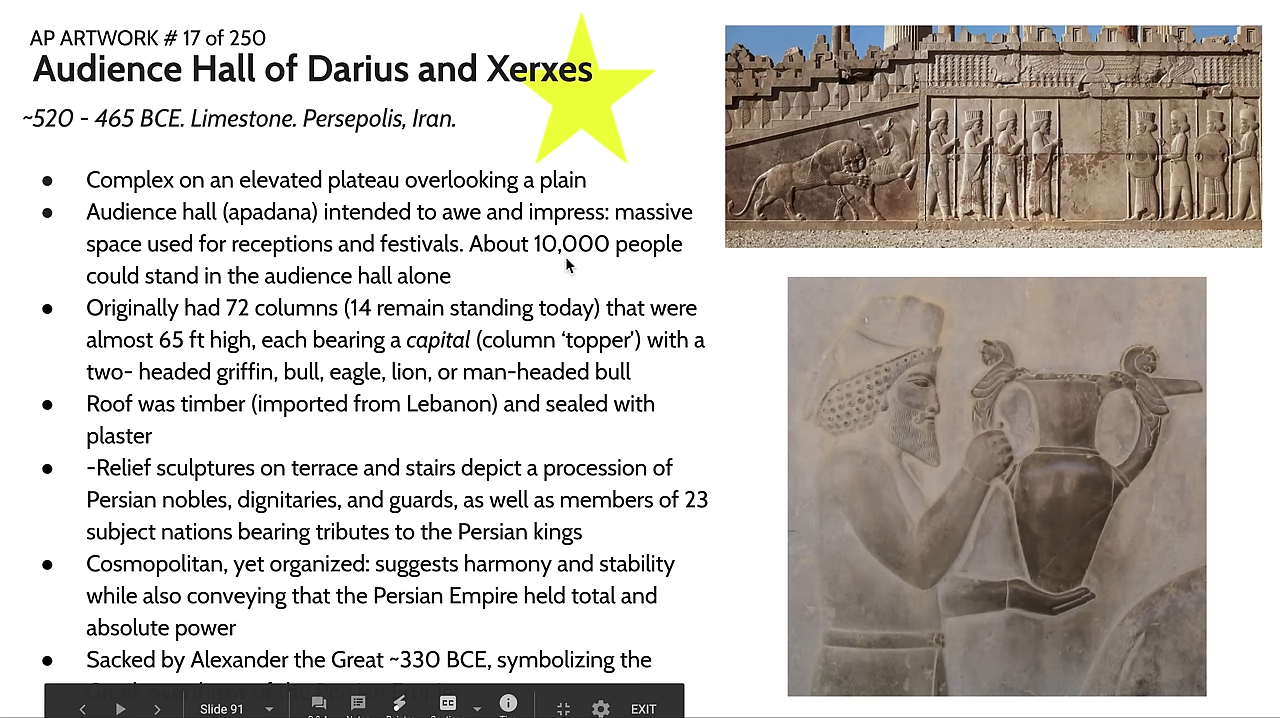 AP ARTWORK # 17 of 250
Audience Hall of Darius and Xerxes
~520 - 465 BCE. Limestone. Persepolis, Iran.
● Complex on an elevated plateau overlooking a plain
● Audience hall (apadana) intended to awe and impress: massive
space used for receptions and festivals. About 10,000 people
could stand in the audience hall alone
● Originally had 72 columns (14 remain standing today) that were
almost 65 ft high, each bearing a capital (column ‘topper’) with a
two- headed griffin, bull, eagle, lion, or man-headed bull
● Roof was timber (imported from Lebanon) and sealed with
plaster
● -Relief sculptures on terrace and stairs depict a procession of
Persian nobles, dignitaries, and guards, as well as members of 23
subject nations bearing tributes to the Persian kings
● Cosmopolitan, yet organized: suggests harmony and stability
while also conveying that the Persian Empire held total and
absolute power
● Sacked by Alexander the Great ~330 BCE, symbolizing the
Slide 91 CC EXIT